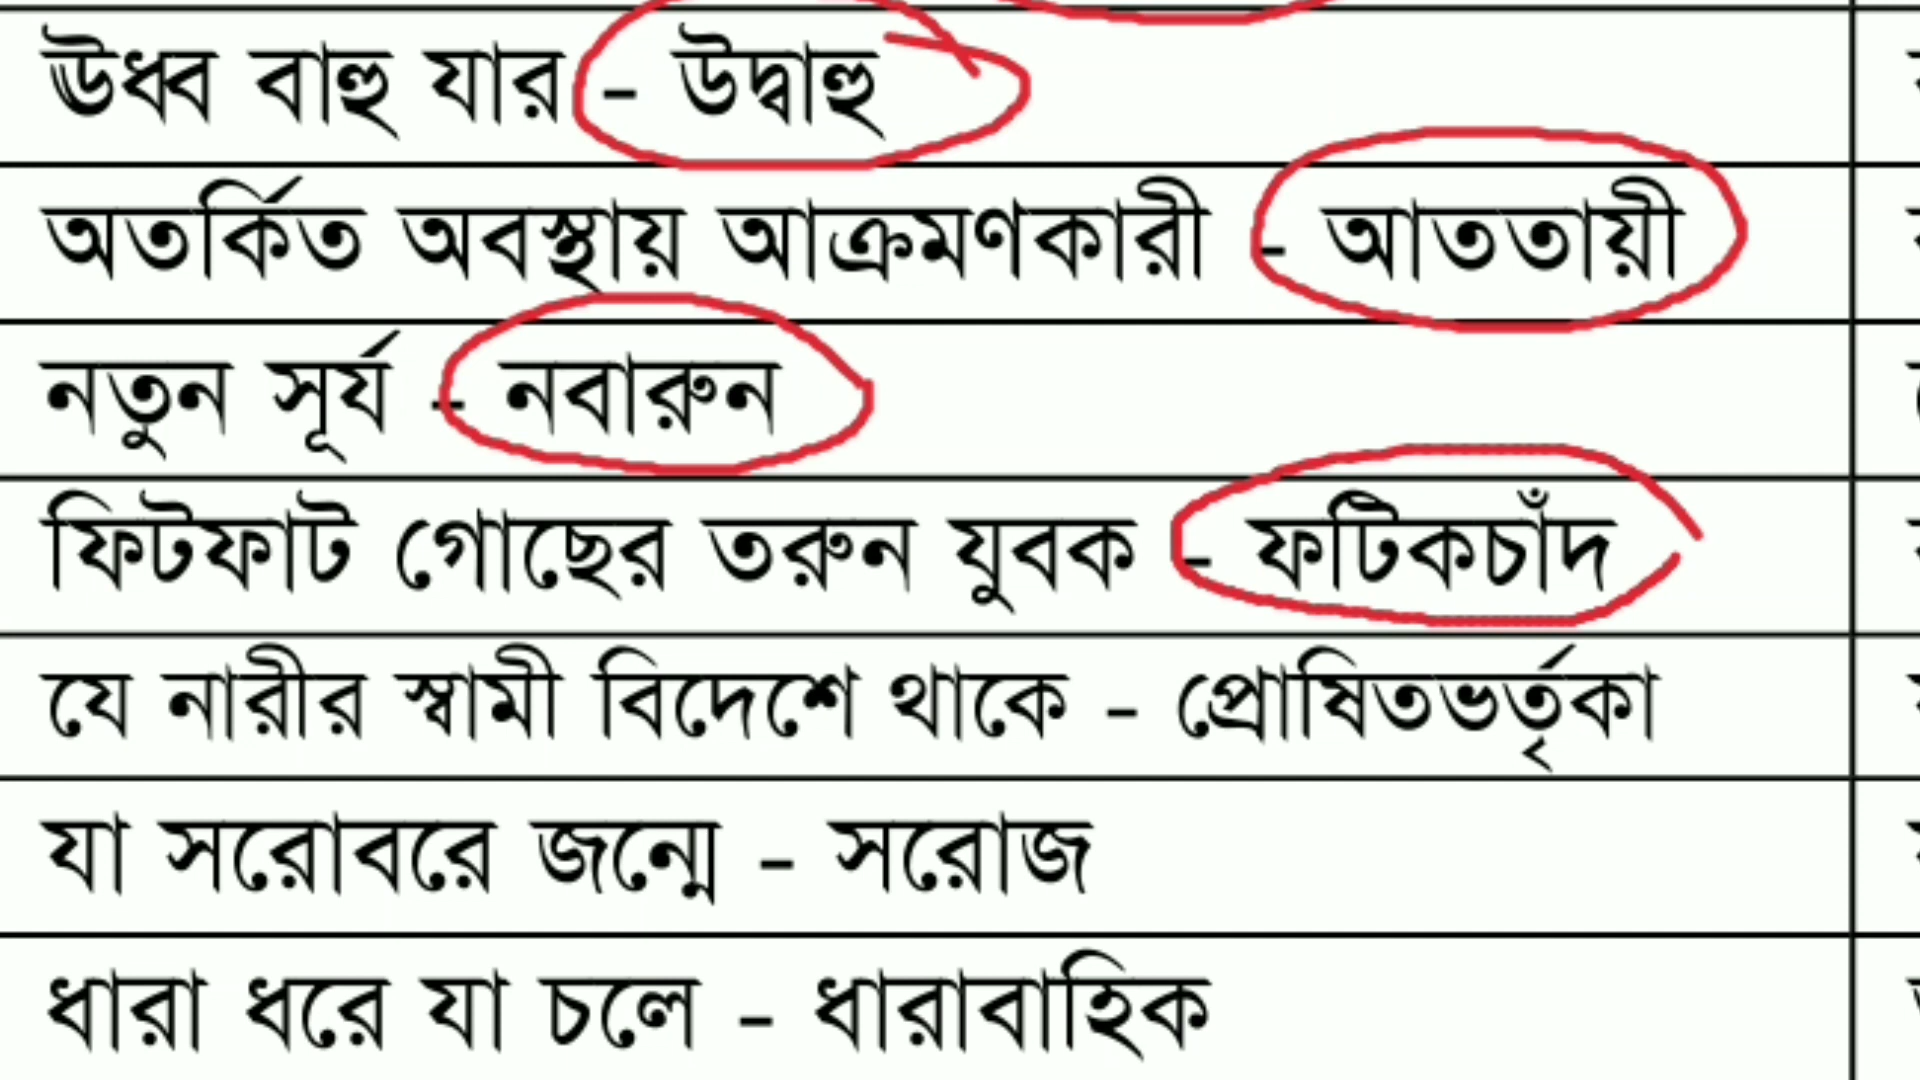 ঊধ্ব বাহু যার - উদ্বাহু
অতর্কিত অবস্থায় আক্রমণকারী - আততায়ী
নতুন সূর্য - নবারুন
ফিটফাট গোছের তরুন যুবক - ফটিকচাঁদ
যে নারীর স্বামী বিদেশে থাকে - প্রোষিতভর্তৃকা
যা সরোবরে জন্মে - সরোজ
ধারা ধরে যা চলে - ধারাবাহিক